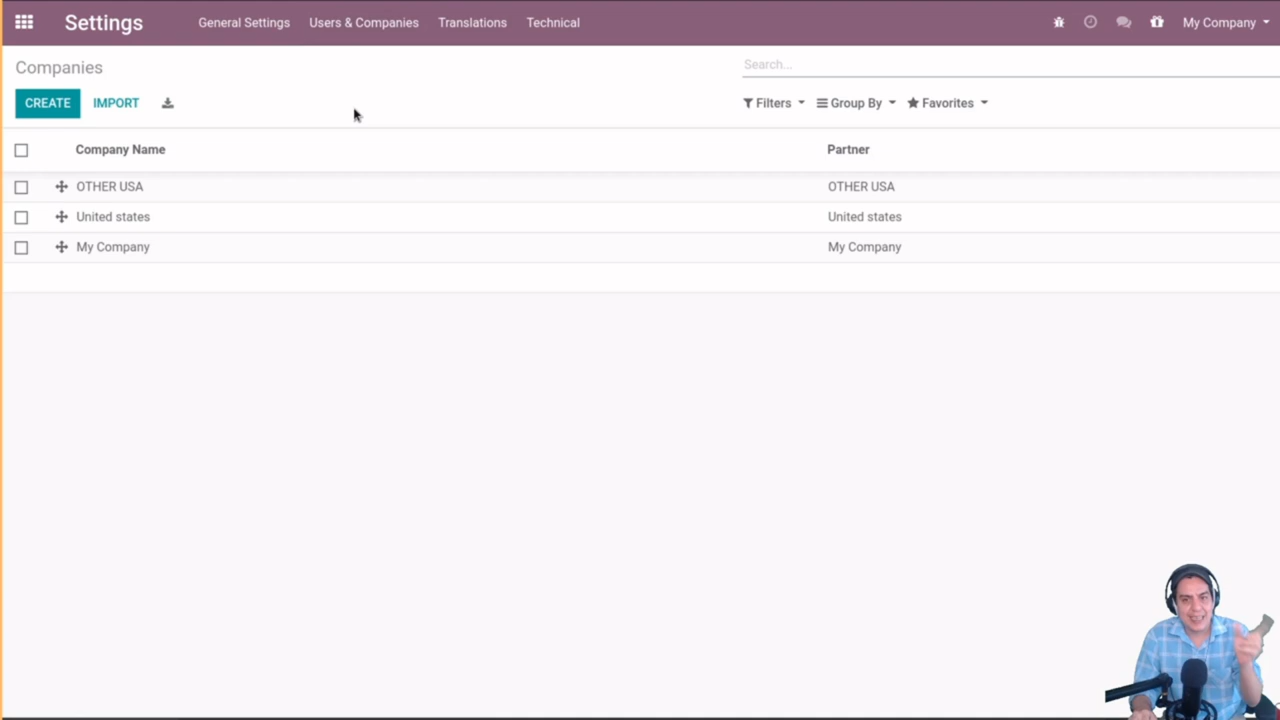 Settings General Settings Users & Companies Translations Technical My Company
Companies Search...
CREATE IMPORT Filters Group By Favorites
Company Name Partner
OTHER USA OTHER USA
United states United states
My Company My Company